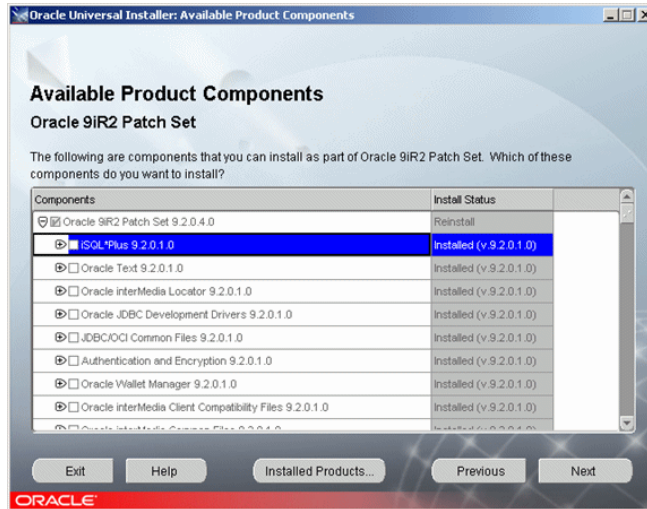 Oracle Universal Installer: Available Product Components
Available Product Components
Oracle 9iR2 Patch Set
The following are components that you can install as part of Oracle 9iR2 Patch Set. Which of these
components do you want to install?
Components Install Status
Oracle 9iR2 Patch Set 9.2.0.4.0 Reinstall
iSQL*Plus 9.2.0.1.0 Installed (v.9.2.0.1.0)
Oracle Text 9.2.0.1.0 Installed (v.9.2.0.1.0)
Oracle interMedia Locator 9.2.0.1.0 Installed (v.9.2.0.1.0)
Oracle JDBC Development Drivers 9.2.0.1.0 Installed (v.9.2.0.1.0)
JDBC/OCI Common Files 9.2.0.1.0 Installed (v.9.2.0.1.0)
Authentication and Encryption 9.2.0.1.0 Installed (v.9.2.0.1.0)
Oracle Wallet Manager 9.2.0.1.0 Installed (v.9.2.0.1.0)
Oracle interMedia Client Compatibility Files 9.2.0.1.0 Installed (v.9.2.0.1.0)
Exit Help Installed Products... Previous Next
ORACLE